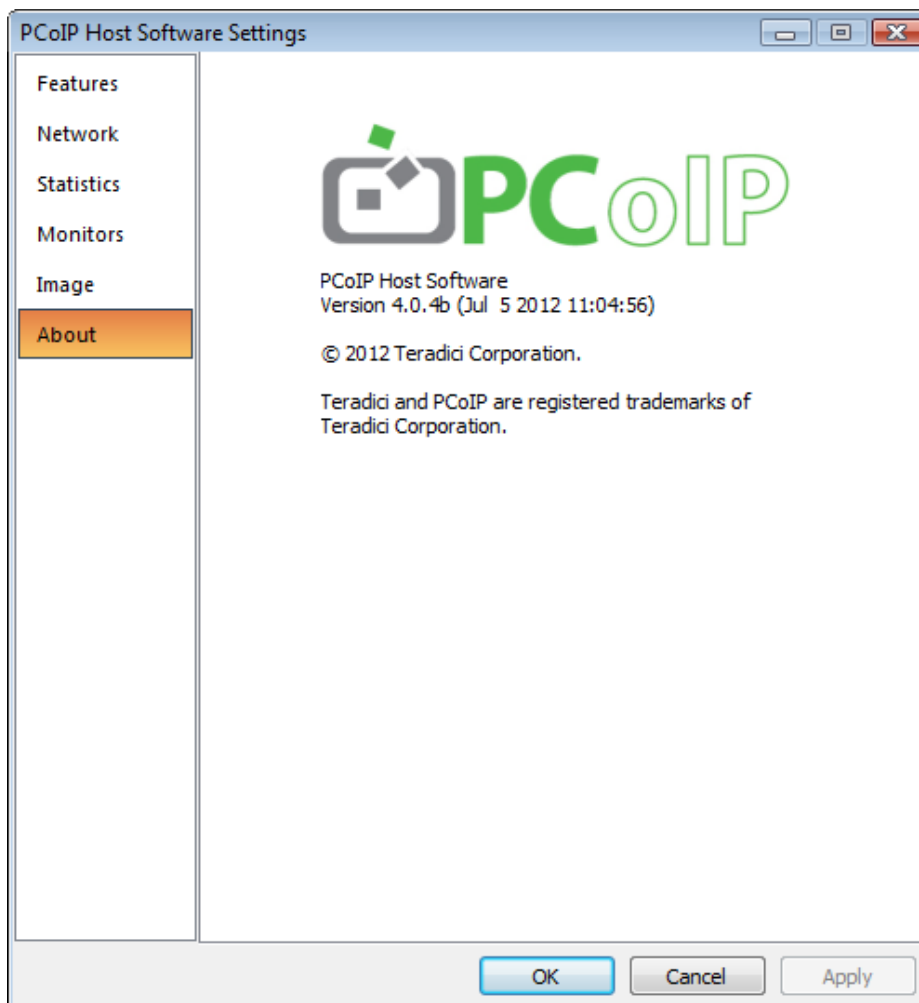 PCoIP Host Software Settings
Features
Network
Statistics
Monitors
Image
About
PCoIP
PCoIP Host Software
Version 4.0.4b (Jul  5 2012 11:04:56)
© 2012 Teradici Corporation.
Teradici and PCoIP are registered trademarks of
Teradici Corporation.
OK
Cancel
Apply